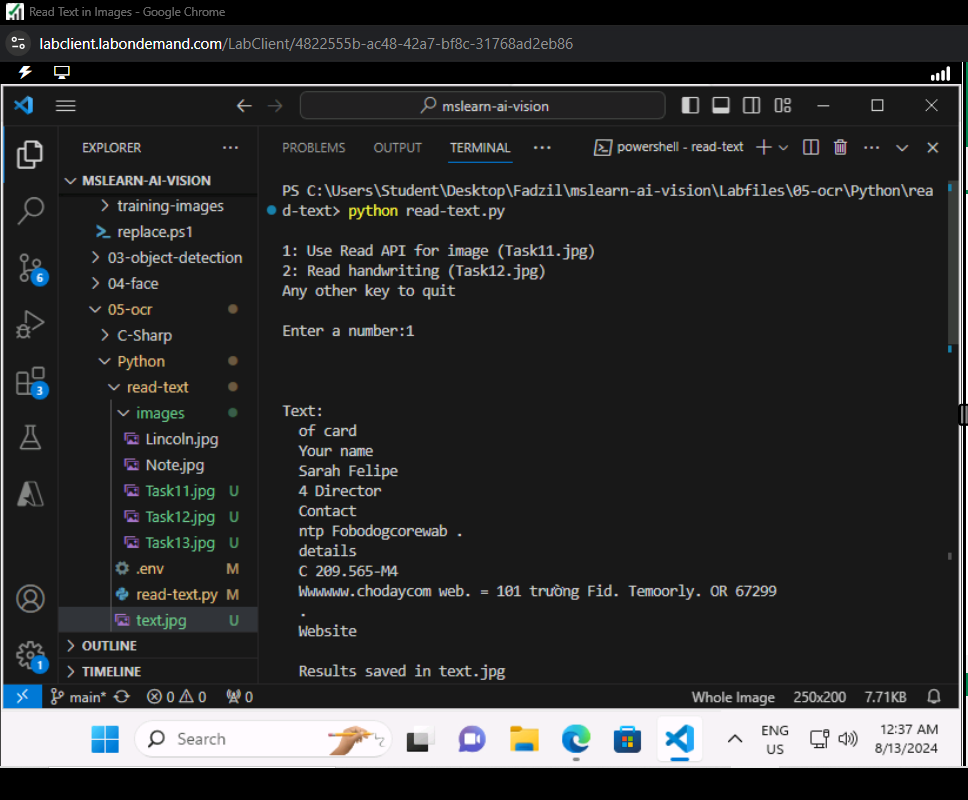 Read Text in Images - Google Chrome
labclient.labondemand.com/LabClient/4822555b-ac48-42a7-bf8c-31768ad2eb86
mslearn-ai-vision
EXPLORER
MSLEARN-AI-VISION
training-images
replace.ps1
03-object-detection
04-face
05-ocr
C-Sharp
Python
read-text
images
Lincoln.jpg
Note.jpg
Task11.jpg U
Task12.jpg U
Task13.jpg U
.env M
read-text.py M
text.jpg U
OUTLINE
TIMELINE
6
3
1
PROBLEMS OUTPUT TERMINAL
powershell - read-text
PS C:\Users\Student\Desktop\Fadzil\mslearn-ai-vision\Labfiles\05-ocr\Python\rea
d-text> python read-text.py
1: Use Read API for image (Task11.jpg)
2: Read handwriting (Task12.jpg)
Any other key to quit
Enter a number:1
Text:
of card
Your name
Sarah Felipe
4 Director
Contact
ntp Fobodogcorewab .
details
C 209.565-M4
Wwwwww.chodaycom web. = 101 trường Fid. Temoorly. OR 67299
.
Website
Results saved in text.jpg
main* 0 0 0 Whole Image 250x200 7.71KB
Search
ENG
US
12:37 AM
8/13/2024